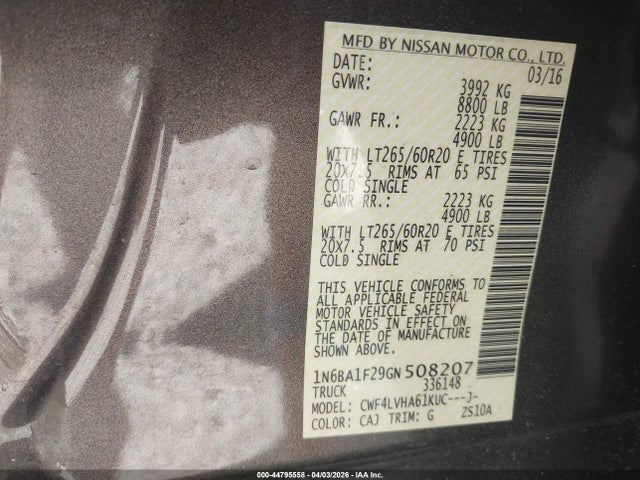 MFD BY NISSAN MOTOR CO., LTD.
DATE: 03/16
GVWR: 3992 KG
8800 LB
GAWR FR.: 2223 KG
4900 LB
WITH LT265/60R20 E TIRES
20X7.5 RIMS AT 65 PSI
COLD SINGLE
GAWR RR.: 2223 KG
4900 LB
WITH LT265/60R20 E TIRES
20X7.5 RIMS AT 70 PSI
COLD SINGLE
THIS VEHICLE CONFORMS TO
ALL APPLICABLE FEDERAL
MOTOR VEHICLE SAFETY
STANDARDS IN EFFECT ON
THE DATE OF MANUFACTURE
SHOWN ABOVE.
1N6BA1F29GN508207
TRUCK 336148
MODEL: CWF4LVHA61KUC---J-
COLOR: CAJ TRIM: G ZS10A
000-44795558 - 04/03/2026 - IAA Inc.